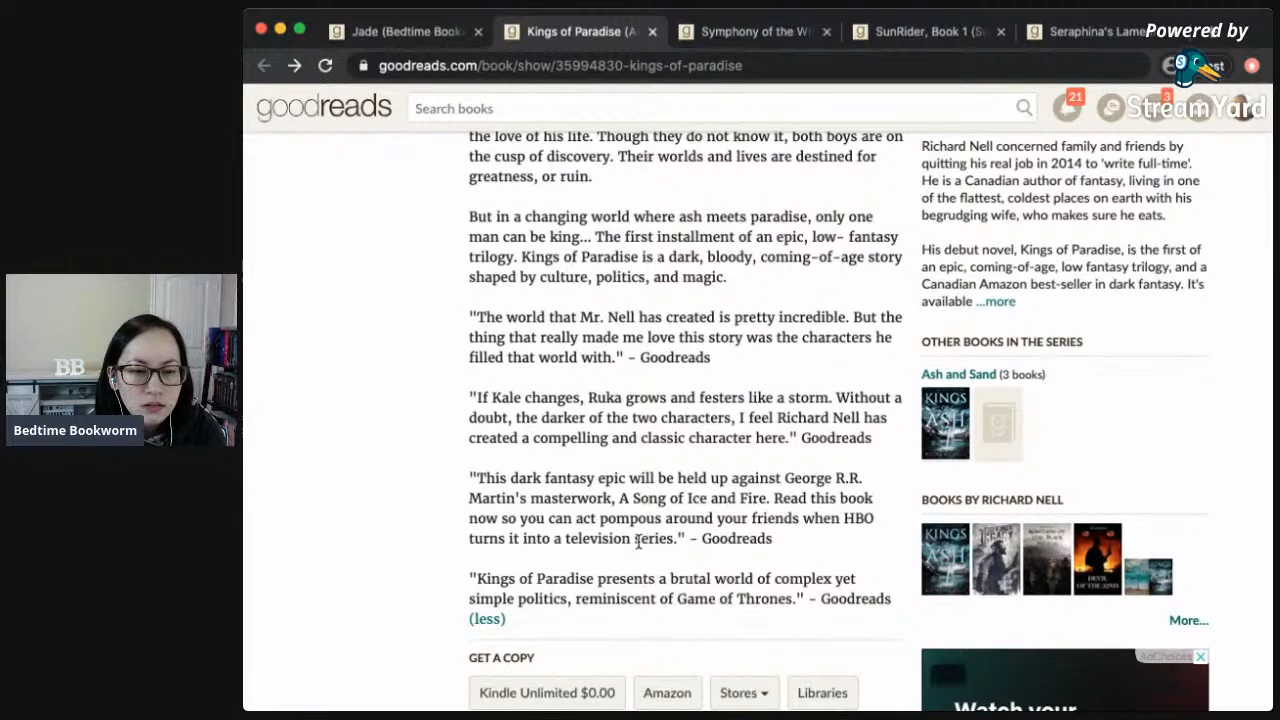 Jade (Bedtime Bookw
Kings of Paradise (A
Symphony of the Wi
SunRider, Book 1 (S
Seraphina's Lame
Powered by
StreamYard
goodreads.com/book/show/35994830-kings-of-paradise
goodreads
Search books
21
3
the love of his life. Though they do not know it, both boys are on
the cusp of discovery. Their worlds and lives are destined for
greatness, or ruin.
But in a changing world where ash meets paradise, only one
man can be king... The first installment of an epic, low- fantasy
trilogy. Kings of Paradise is a dark, bloody, coming-of-age story
shaped by culture, politics, and magic.
"The world that Mr. Nell has created is pretty incredible. But the
thing that really made me love this story was the characters he
filled that world with." - Goodreads
"If Kale changes, Ruka grows and festers like a storm. Without a
doubt, the darker of the two characters, I feel Richard Nell has
created a compelling and classic character here." Goodreads
"This dark fantasy epic will be held up against George R.R.
Martin's masterwork, A Song of Ice and Fire. Read this book
now so you can act pompous around your friends when HBO
turns it into a television series." - Goodreads
"Kings of Paradise presents a brutal world of complex yet
simple politics, reminiscent of Game of Thrones." - Goodreads
(less)
GET A COPY
Kindle Unlimited $0.00
Amazon
Stores
Libraries
Richard Nell concerned family and friends by
quitting his real job in 2014 to 'write full-time'.
He is a Canadian author of fantasy, living in one
of the flattest, coldest places on earth with his
begrudging wife, who makes sure he eats.
His debut novel, Kings of Paradise, is the first of
an epic, coming-of-age, low fantasy trilogy, and a
Canadian Amazon best-seller in dark fantasy. It's
available ...more
OTHER BOOKS IN THE SERIES
Ash and Sand (3 books)
KINGS
ASH
BOOKS BY RICHARD NELL
KINGS
ASH
DEVIL
More...
AdChoices
Watch your
BB
Bedtime Bookworm